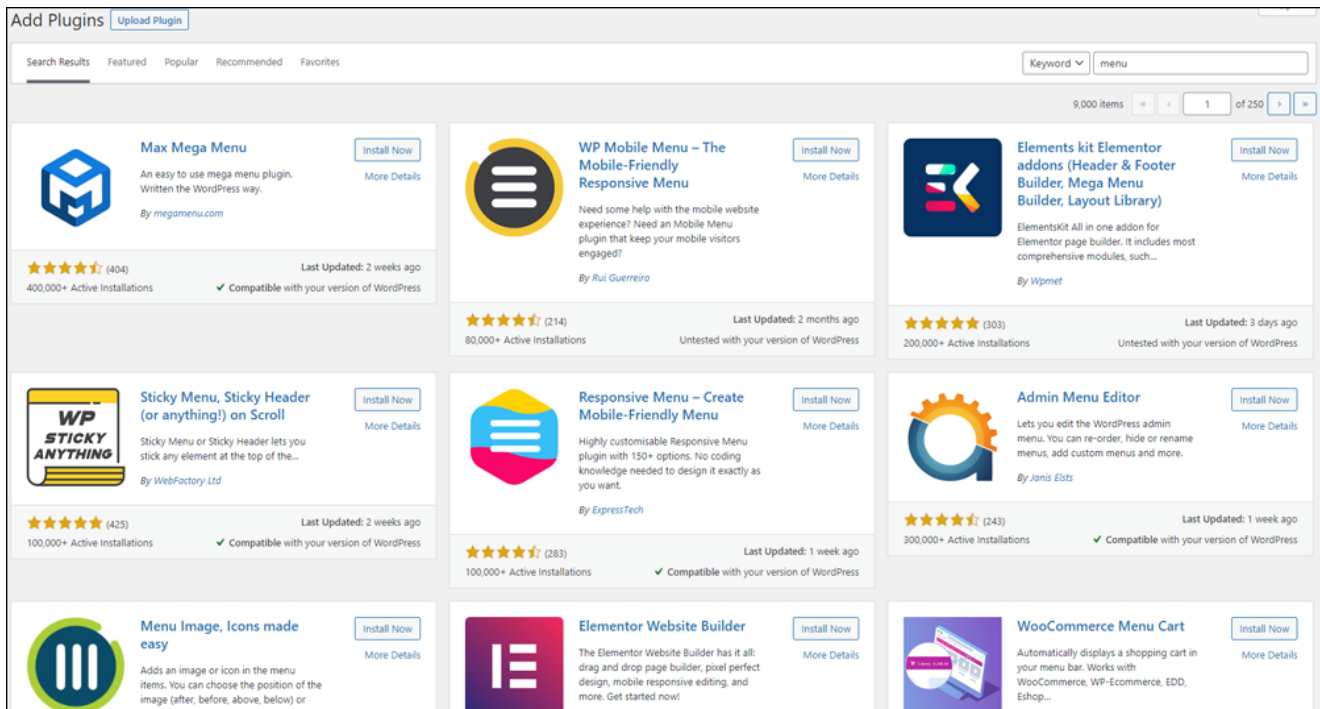 Add Plugins Upload Plugin
Search Results Featured Popular Recommended Favorites Keyword menu
9,000 items « ‹ 1 of 250 › »
Max Mega Menu
Install Now
More Details
An easy to use mega menu plugin.
Written the WordPress way.
By megamenu.com
(404)
Last Updated: 2 weeks ago
400,000+ Active Installations
Compatible with your version of WordPress
WP Mobile Menu – The
Mobile-Friendly
Responsive Menu
Install Now
More Details
Need some help with the mobile website
experience? Need an Mobile Menu
plugin that keep your mobile visitors
engaged?
By Rui Guerreiro
(214)
Last Updated: 2 months ago
80,000+ Active Installations
Untested with your version of WordPress
Elements kit Elementor
addons (Header & Footer
Builder, Mega Menu
Builder, Layout Library)
Install Now
More Details
ElementsKit All in one addon for
Elementor page builder. It includes most
comprehensive modules, such...
By Wpmet
(303)
Last Updated: 3 days ago
200,000+ Active Installations
Untested with your version of WordPress
WP
STICKY
ANYTHING
Sticky Menu, Sticky Header
(or anything!) on Scroll
Install Now
More Details
Sticky Menu or Sticky Header lets you
stick any element at the top of the...
By WebFactory Ltd
(425)
Last Updated: 2 weeks ago
100,000+ Active Installations
Compatible with your version of WordPress
Responsive Menu – Create
Mobile-Friendly Menu
Install Now
More Details
Highly customisable Responsive Menu
plugin with 150+ options. No coding
knowledge needed to design it exactly as
you want.
By ExpressTech
(283)
Last Updated: 1 week ago
100,000+ Active Installations
Compatible with your version of WordPress
Admin Menu Editor
Install Now
More Details
Lets you edit the WordPress admin
menu. You can re-order, hide or rename
menus, add custom menus and more.
By Janis Elsts
(243)
Last Updated: 1 week ago
300,000+ Active Installations
Compatible with your version of WordPress
Menu Image, Icons made
easy
Install Now
More Details
Adds an image or icon in the menu
items. You can choose the position of the
image (after, before, above, below) or
Elementor Website Builder
Install Now
More Details
The Elementor Website Builder has it all:
drag and drop page builder, pixel perfect
design, mobile responsive editing, and
more. Get started now!
WooCommerce Menu Cart
Install Now
More Details
Automatically displays a shopping cart in
your menu bar. Works with
WooCommerce, WP-Ecommerce, EDD,
Eshop...